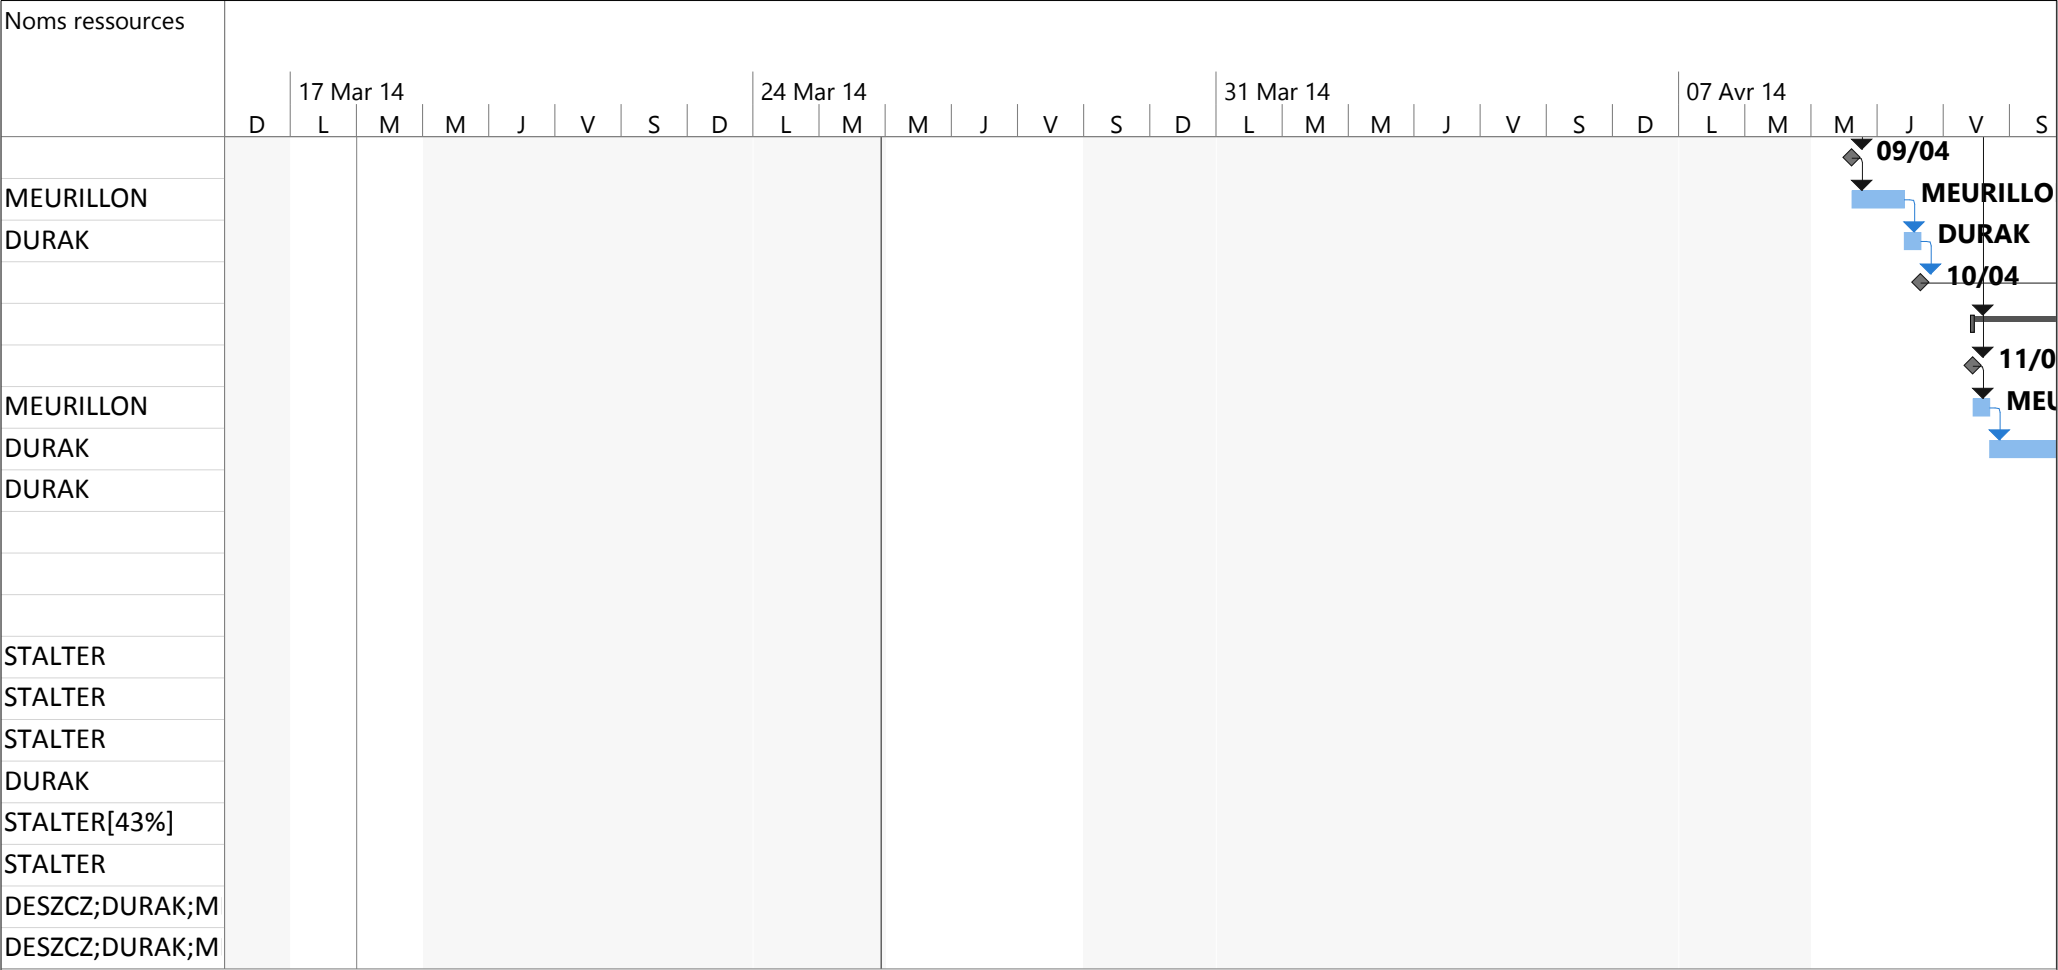 Noms ressources
17 Mar 14 24 Mar 14 31 Mar 14 07 Avr 14
D L M M J V S D L M M J V S D L M M J V S D L M M J V S
09/04
MEURILLON MEURILLO
DURAK DURAK
10/04
11/0
MEURILLON MEU
DURAK
DURAK
STALTER
STALTER
STALTER
DURAK
STALTER[43%]
STALTER
DESZCZ;DURAK;M
DESZCZ;DURAK;M